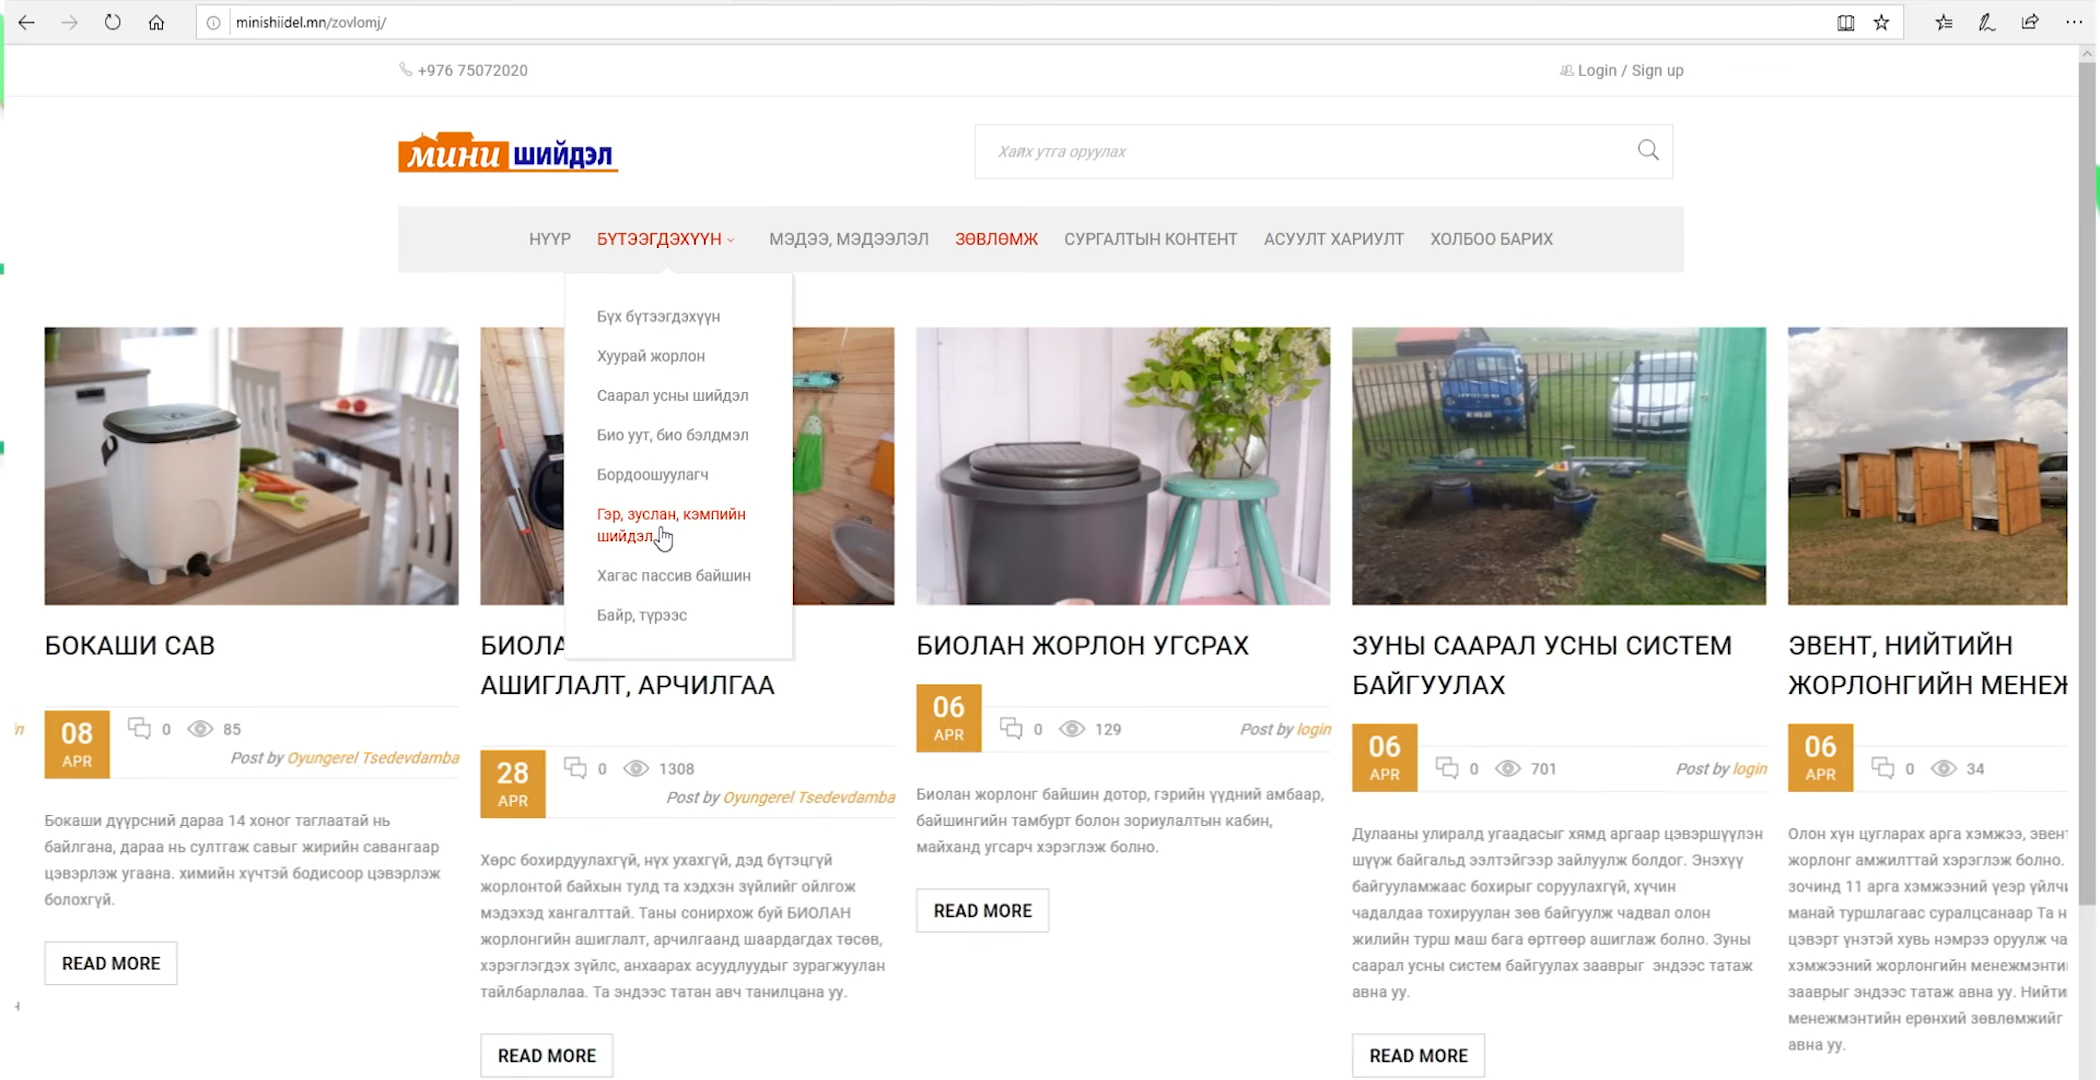 minishiidel.mn/zovlomj/
+976 75072020
Login / Sign up
мини шийдэл
Хайх утга оруулах
НҮҮР БҮТЭЭГДЭХҮҮН МЭДЭЭ, МЭДЭЭЛЭЛ ЗӨВЛӨМЖ СУРГАЛТЫН КОНТЕНТ АСУУЛТ ХАРИУЛТ ХОЛБОО БАРИХ
Бүх бүтээгдэхүүн
Хуурай жорлон
Саарал усны шийдэл
Био уут, био бэлдмэл
Бордоошуулагч
Гэр, зуслан, кэмпийн
шийдэл
Хагас пассив байшин
Байр, түрээс
БОКАШИ САВ
08
APR
0 85
Post by Oyungerel Tsedevdamba
Бокаши дүүрсний дараа 14 хоног таглаатай нь
байлгана, дараа нь султгаж савыг жирийн савангаар
цэвэрлэж угаана. химийн хүчтэй бодисоор цэвэрлэж
болохгүй.
READ MORE
БИОЛА
АШИГЛАЛТ, АРЧИЛГАА
28
APR
0 1308
Post by Oyungerel Tsedevdamba
Хөрс бохирдуулахгүй, нүх ухахгүй, дэд бүтэцгүй
жорлонтой байхын тулд та хэдхэн зүйлийг ойлгож
мэдэхэд хангалттай. Таны сонирхож буй БИОЛАН
жорлонгийн ашиглалт, арчилгаанд шаардагдах төсөв,
хэрэглэгдэх зүйлс, анхаарах асуудлуудыг зурагжуулан
тайлбарлалаа. Та эндээс татан авч танилцана уу.
READ MORE
БИОЛАН ЖОРЛОН УГСРАХ
06
APR
0 129
Post by login
Биолан жорлонг байшин дотор, гэрийн үүдний амбаар,
байшингийн тамбурт болон зориулалтын кабин,
майханд угсарч хэрэглэж болно.
READ MORE
ЗУНЫ СААРАЛ УСНЫ СИСТЕМ
БАЙГУУЛАХ
06
APR
0 701
Post by login
Дулааны улиралд угаадасыг хямд аргаар цэвэршүүлэн
шүүж байгальд ээлтэйгээр зайлуулж болдог. Энэхүү
байгууламжаас бохирыг соруулахгүй, хүчин
чадалдаа тохируулан зөв байгуулж чадвал олон
жилийн турш маш бага өртгөөр ашиглаж болно. Зуны
саарал усны систем байгуулах зааврыг эндээс татаж
авна уу.
READ MORE
ЭВЕНТ, НИЙТИЙН
ЖОРЛОНГИЙН МЕНЕЖ
06
APR
0 34
Олон хүн цугларах арга хэмжээ, эвент
жорлонг амжилттай хэрэглэж болно.
зочинд 11 арга хэмжээний үеэр үйлчи
манай туршлагаас суралцсанаар Та н
цэвэрт үнэтэй хувь нэмрээ оруулж ча
хэмжээний жорлонгийн менежмэнти
зааврыг эндээс татаж авна уу. Нийти
менежмэнтийн ерөнхий зөвлөмжийг
авна уу.